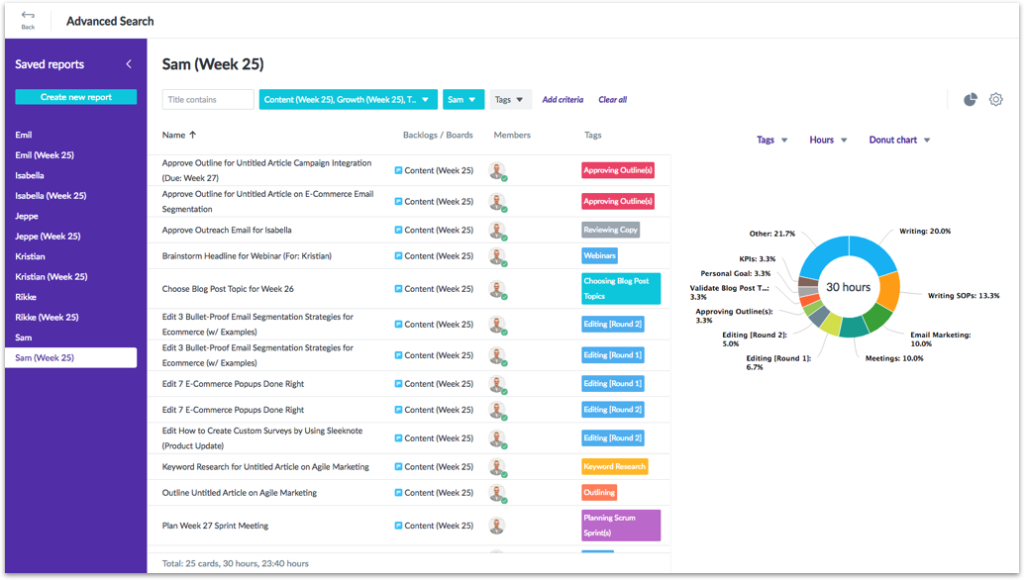 Back
Advanced Search
Saved reports
Create new report
Emil
Emil (Week 25)
Isabella
Isabella (Week 25)
Jeppe
Jeppe (Week 25)
Kristian
Kristian (Week 25)
Rikke
Rikke (Week 25)
Sam
Sam (Week 25)
Sam (Week 25)
Title contains
Content (Week 25), Growth (Week 25), T...
Sam
Tags
Add criteria
Clear all
Name
Backlogs / Boards
Members
Tags
Approve Outline for Untitled Article Campaign Integration
(Due: Week 27)
Content (Week 25)
Approving Outline(s)
Approve Outline for Untitled Article on E-Commerce Email
Segmentation
Content (Week 25)
Approving Outline(s)
Approve Outreach Email for Isabella
Content (Week 25)
Reviewing Copy
Brainstorm Headline for Webinar (For: Kristian)
Content (Week 25)
Webinars
Choose Blog Post Topic for Week 26
Content (Week 25)
Choosing Blog Post
Topics
Edit 3 Bullet-Proof Email Segmentation Strategies for
Ecommerce (w/ Examples)
Content (Week 25)
Editing [Round 2]
Edit 3 Bullet-Proof Email Segmentation Strategies for
Ecommerce (w/ Examples)
Content (Week 25)
Editing [Round 1]
Edit 7 E-Commerce Popups Done Right
Content (Week 25)
Editing [Round 1]
Edit 7 E-Commerce Popups Done Right
Content (Week 25)
Editing [Round 2]
Edit How to Create Custom Surveys by Using Sleeknote
(Product Update)
Content (Week 25)
Editing [Round 2]
Keyword Research for Untitled Article on Agile Marketing
Content (Week 25)
Keyword Research
Outline Untitled Article on Agile Marketing
Content (Week 25)
Outlining
Plan Week 27 Sprint Meeting
Content (Week 25)
Planning Scrum
Sprint(s)
Total: 25 cards, 30 hours, 23:40 hours
Tags
Hours
Donut chart
Other: 21.7%
Writing: 20.0%
KPIs: 3.3%
Personal Goal: 3.3%
Validate Blog Post T...:
3.3%
Approving Outline(s):
3.3%
Editing [Round 2]:
5.0%
Editing [Round 1]:
6.7%
30 hours
Writing SOPs: 13.3%
Email Marketing:
10.0%
Meetings: 10.0%